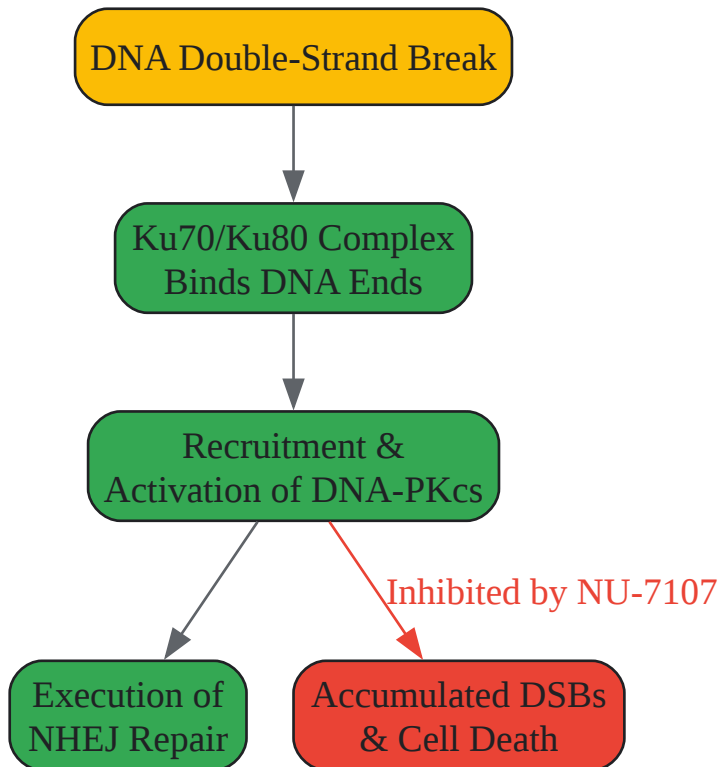 DNA Double-Strand Break
Ku70/Ku80 Complex
Binds DNA Ends
Recruitment &
Activation of DNA-PKcs
Inhibited by NU-7107
Execution of
NHEJ Repair
Accumulated DSBs
& Cell Death